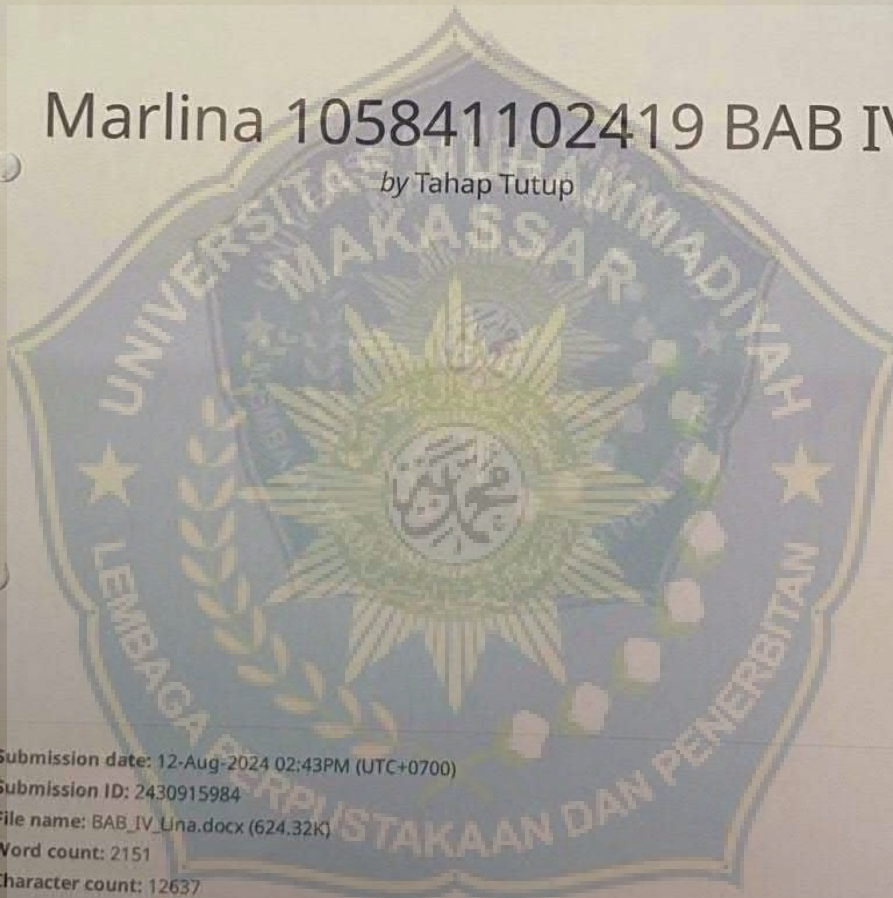 Marlina 105841102419 BAB IV
by Tahap Tutup
UNIVERSITAS MUHAMMADIYAH
MAKASSAR
محمد
LEMBAGA PERPUSTAKAAN DAN PENERBITAN
Submission date: 12-Aug-2024 02:43PM (UTC+0700)
Submission ID: 2430915984
File name: BAB_IV_Lina.docx (624.32K)
Word count: 2151
Character count: 12637